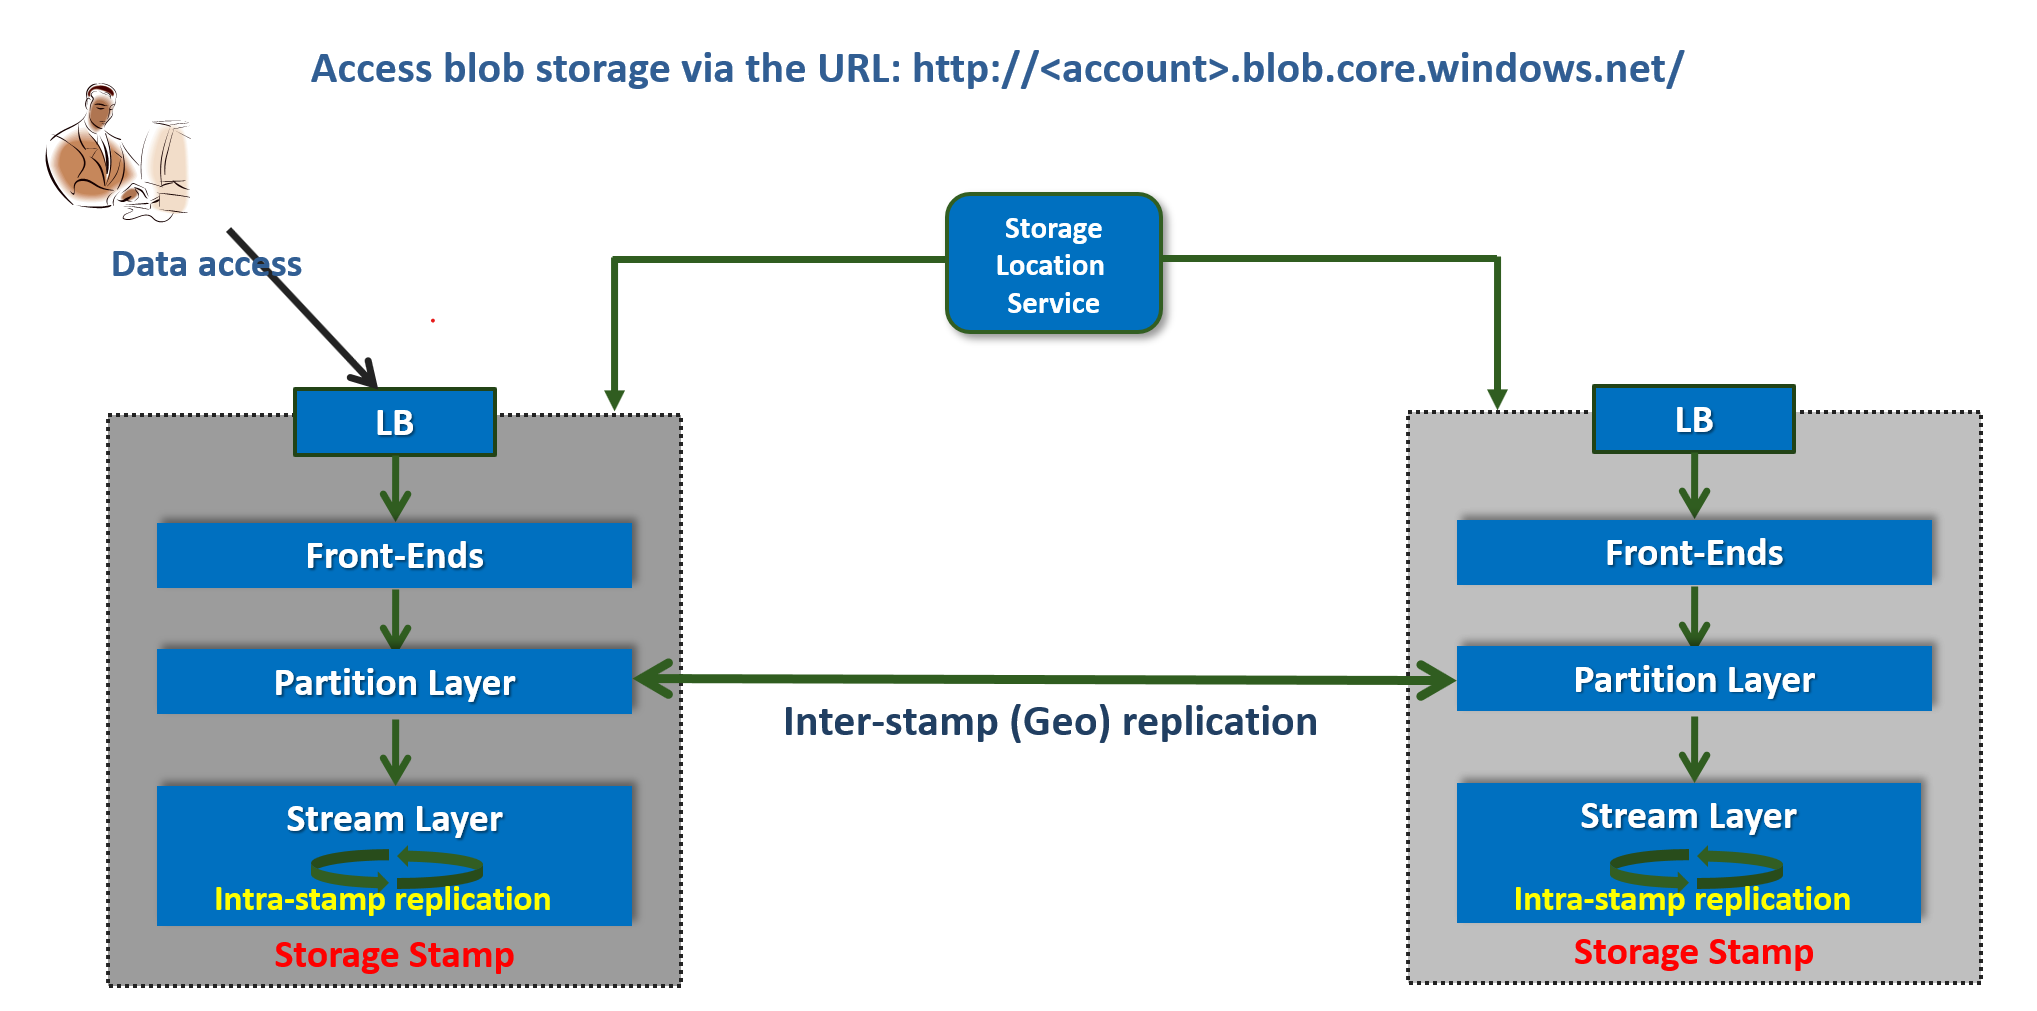 Access blob storage via the URL: http://<account>.blob.core.windows.net/
Data access
Storage
Location
Service
LB
Front-Ends
Partition Layer
Stream Layer
Intra-stamp replication
Storage Stamp
Inter-stamp (Geo) replication
LB
Front-Ends
Partition Layer
Stream Layer
Intra-stamp replication
Storage Stamp